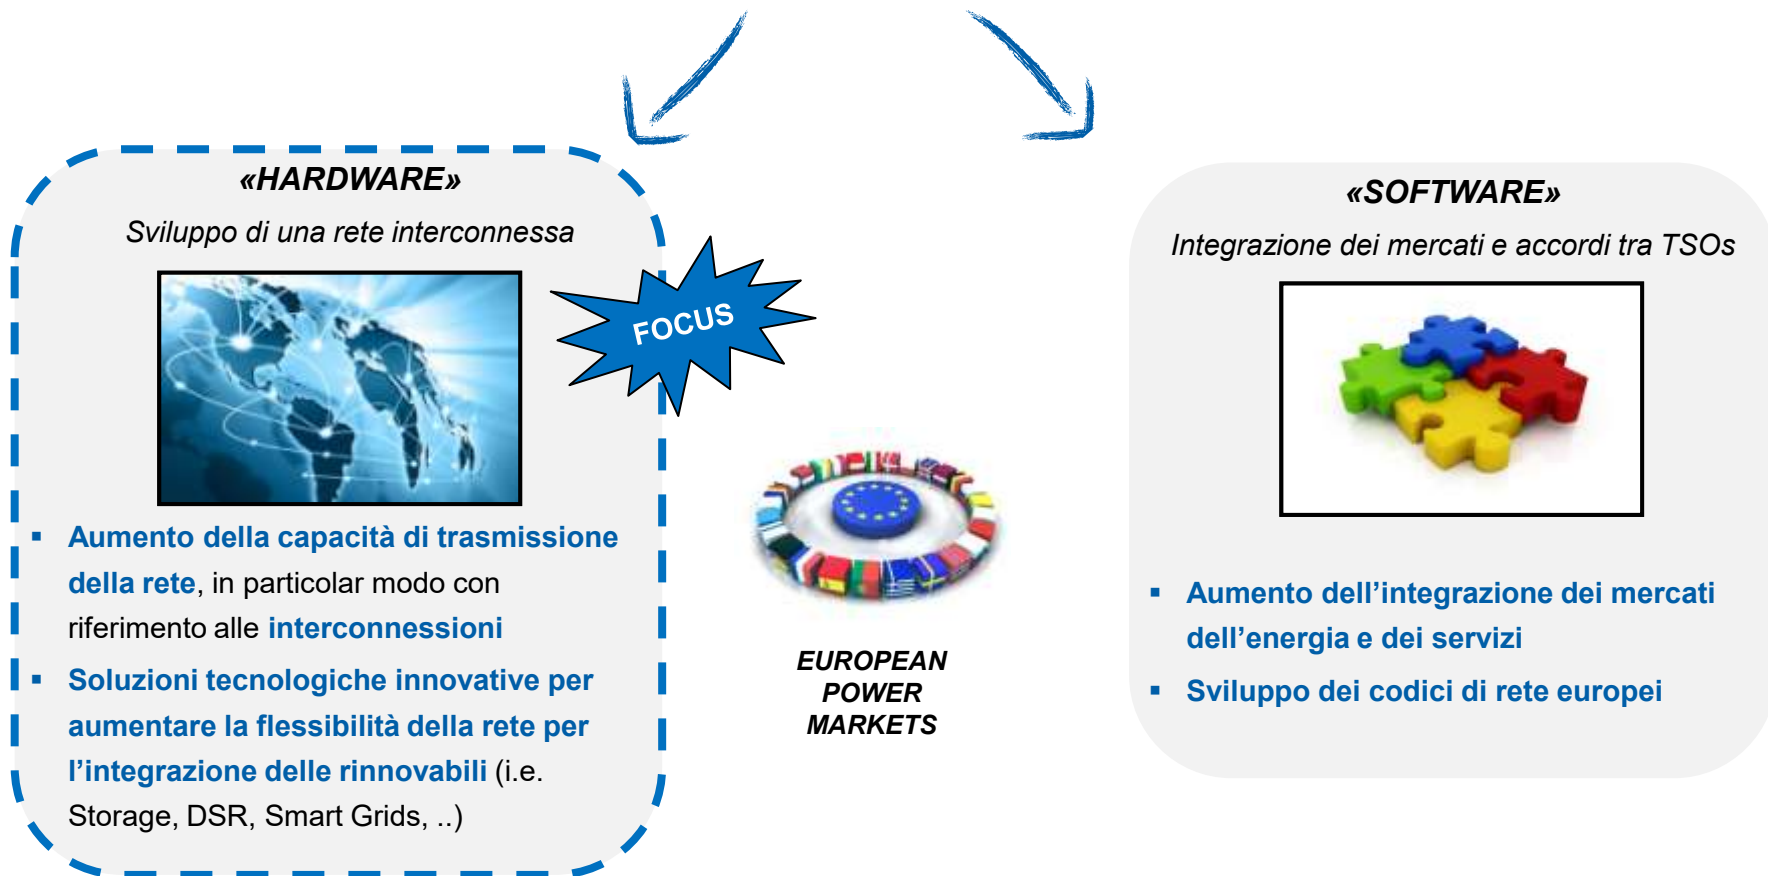 «HARDWARE»
Sviluppo di una rete interconnessa
FOCUS
▪ Aumento della capacità di trasmissione
della rete, in particolar modo con
riferimento alle interconnessioni
▪ Soluzioni tecnologiche innovative per
aumentare la flessibilità della rete per
l’integrazione delle rinnovabili (i.e.
Storage, DSR, Smart Grids, ..)
EUROPEAN
POWER
MARKETS
«SOFTWARE»
Integrazione dei mercati e accordi tra TSOs
▪ Aumento dell’integrazione dei mercati
dell’energia e dei servizi
▪ Sviluppo dei codici di rete europei